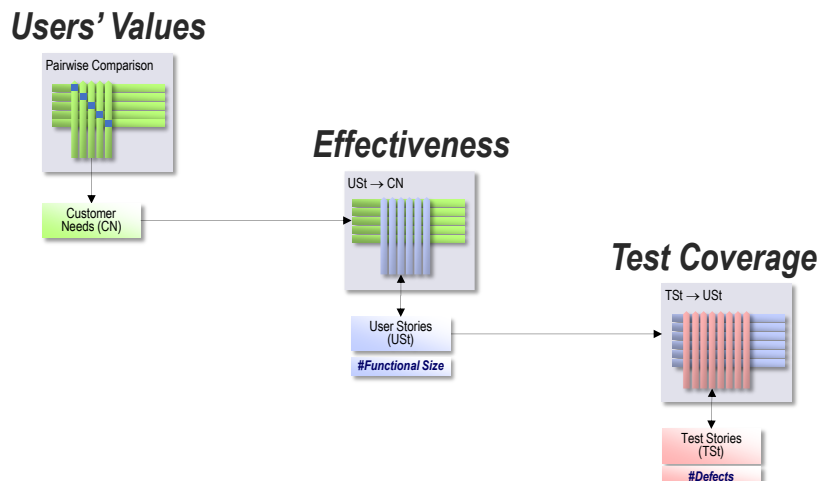 Users’ Values
Pairwise Comparison
Customer
Needs (CN)
Effectiveness
USt → CN
User Stories
(USt)
#Functional Size
Test Coverage
TSt → USt
Test Stories
(TSt)
#Defects